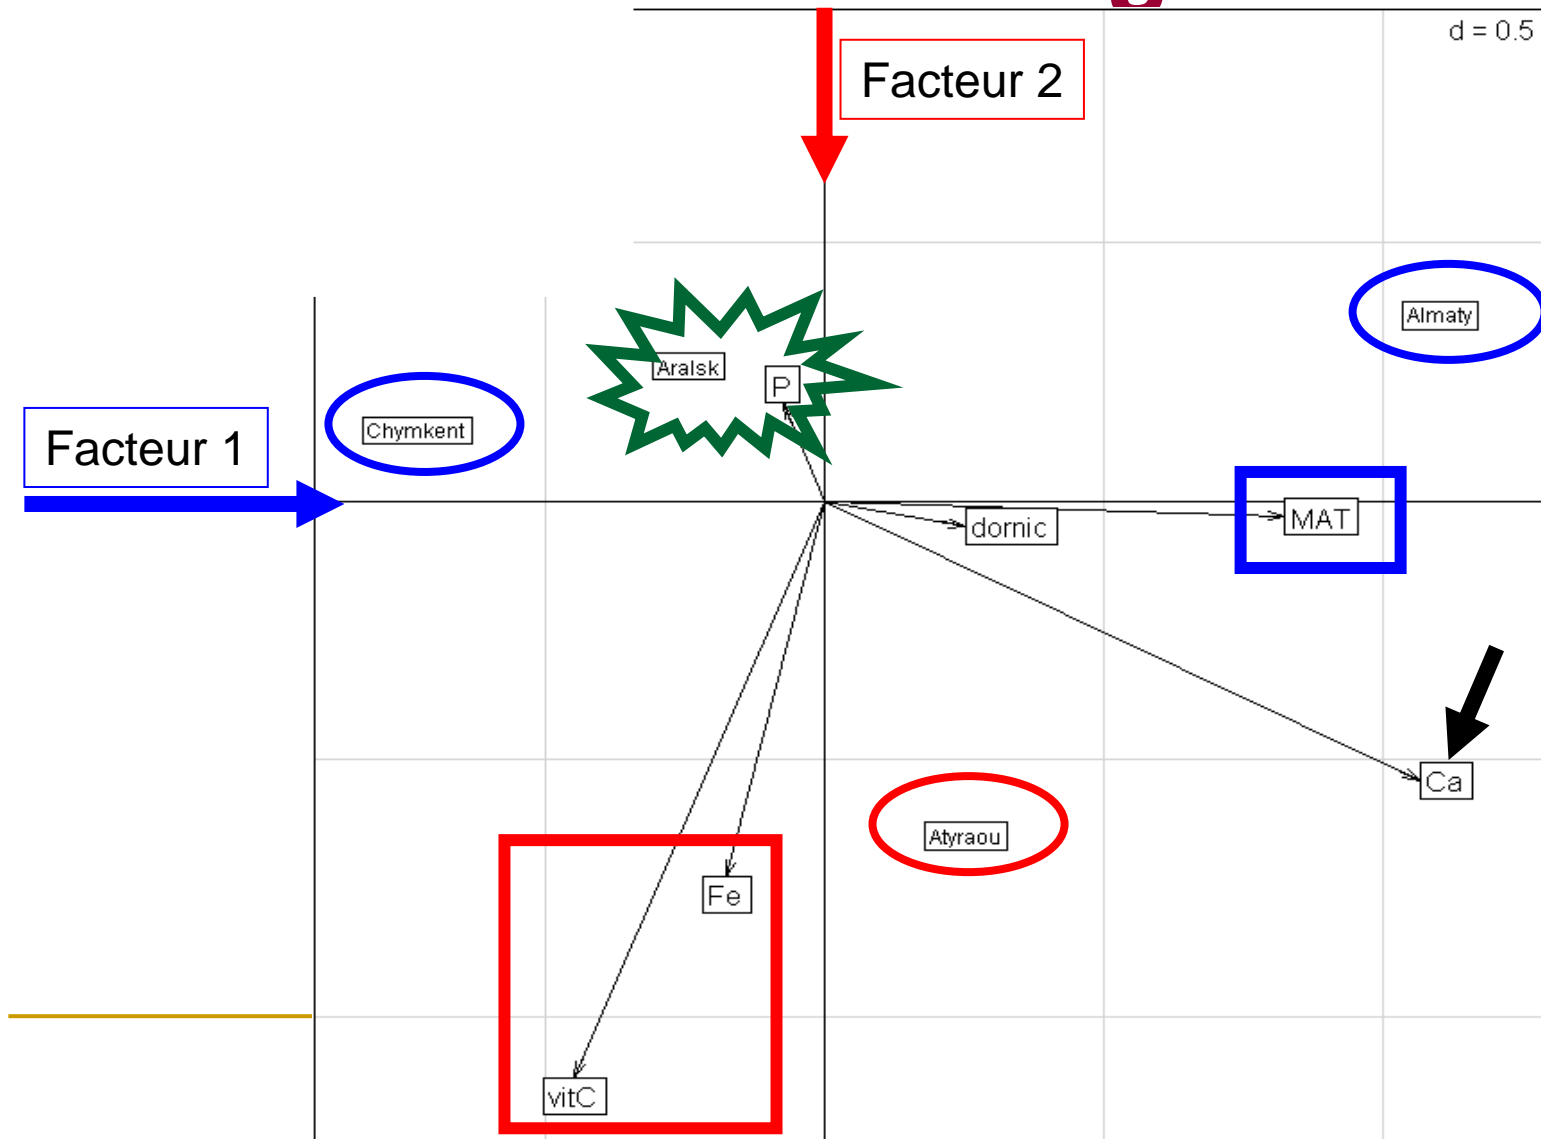 d = 0.5
Facteur 2
Almaty
Aralsk
P
Chymkent
Facteur 1
MAT
dornic
Ca
Atyraou
Fe
vitC